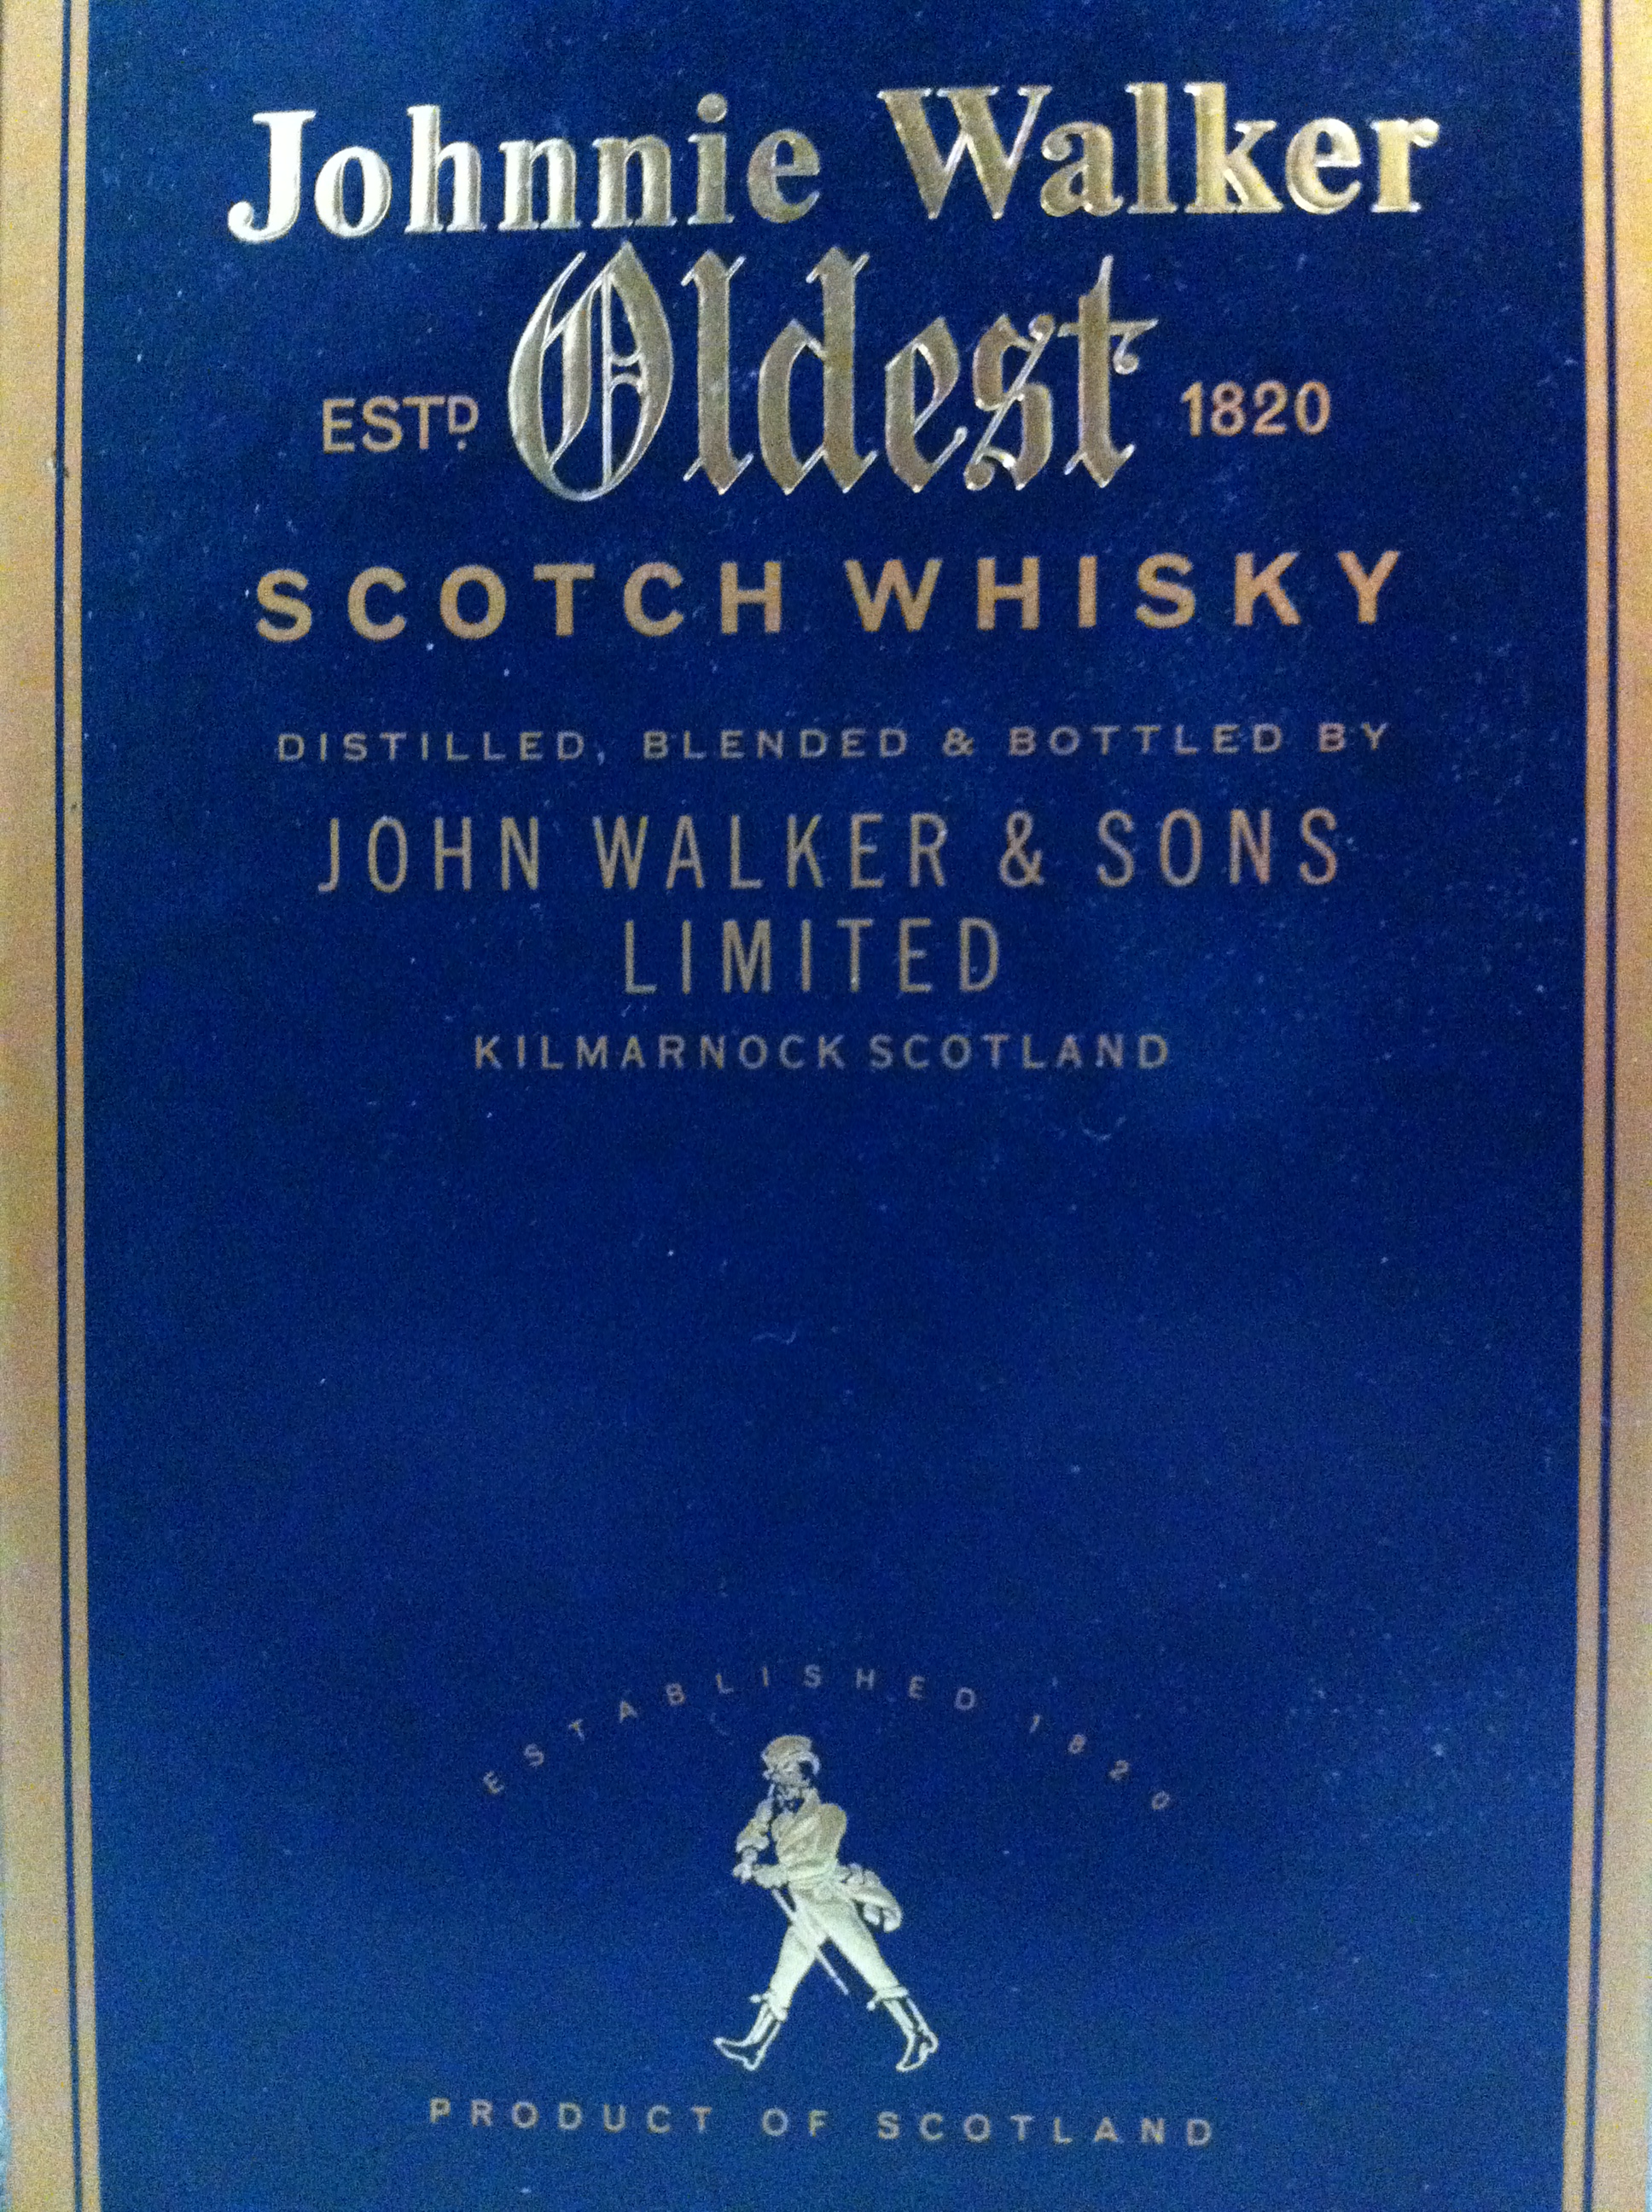 Johnnie Walker
Oldest
ESTD. 1820
SCOTCH WHISKY
DISTILLED, BLENDED & BOTTLED BY
JOHN WALKER & SONS
LIMITED
KILMARNOCK SCOTLAND
ESTABLISHED 1820
PRODUCT OF SCOTLAND